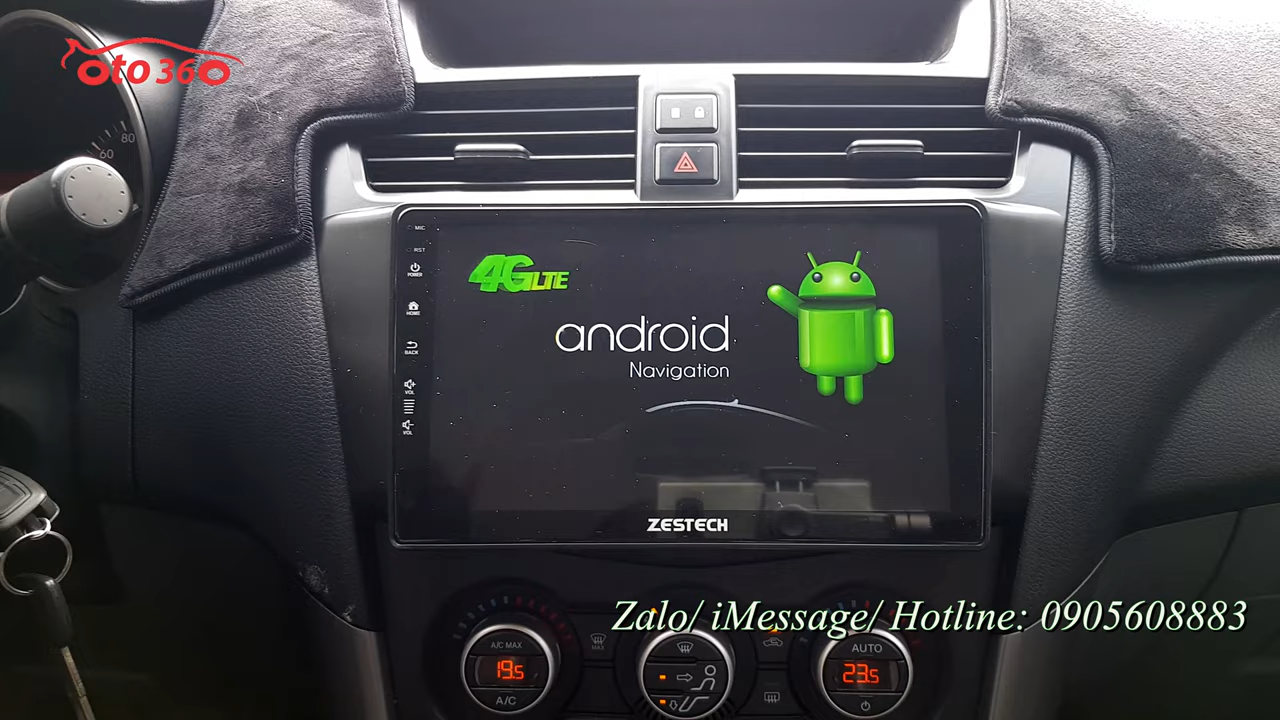 oto360
80
60
MIC
RST
POWER
HOME
BACK
VOL
VOL
4G LTE
android
Navigation
ZESTECH
Zalo/ iMessage/ Hotline: 0905608883
A/C MAX
19.5
A/C
MAX
AUTO
23.5